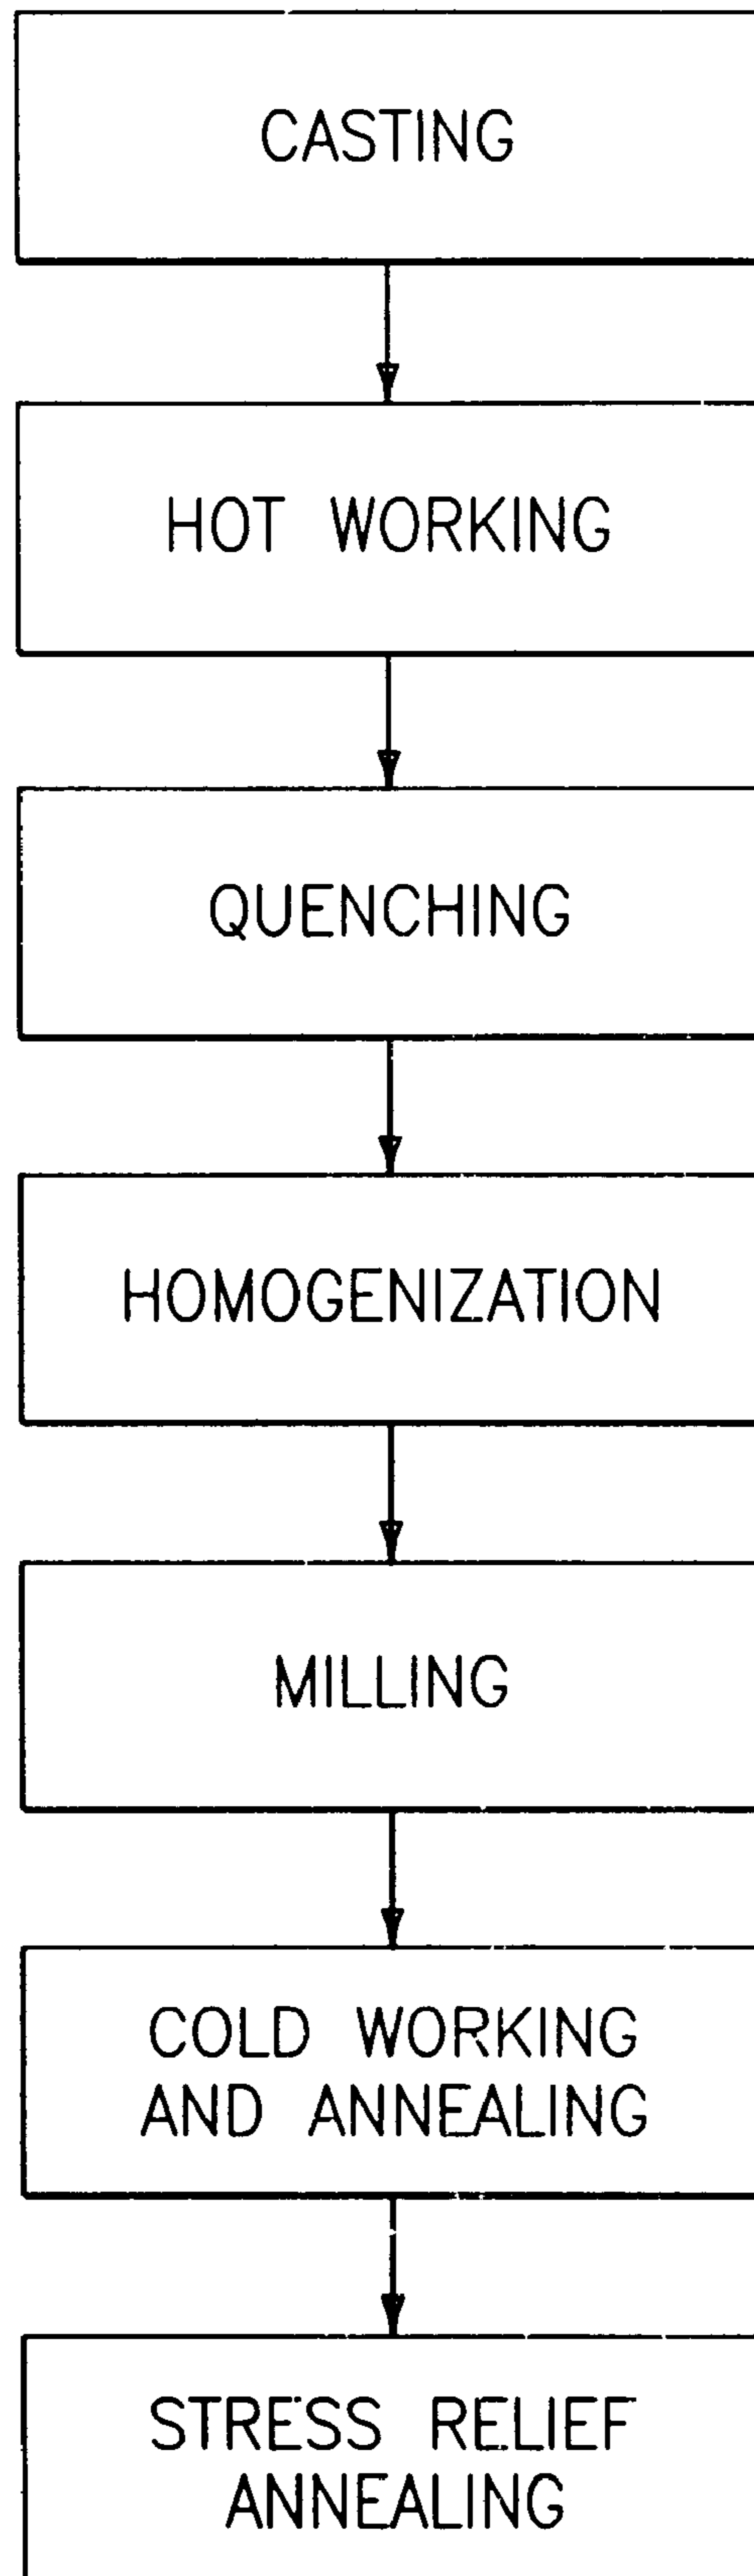 CASTING
HOT WORKING
QUENCHING
HOMOGENIZATION
MILLING
COLD WORKING
AND ANNEALING
STRESS RELIEF
ANNEALING